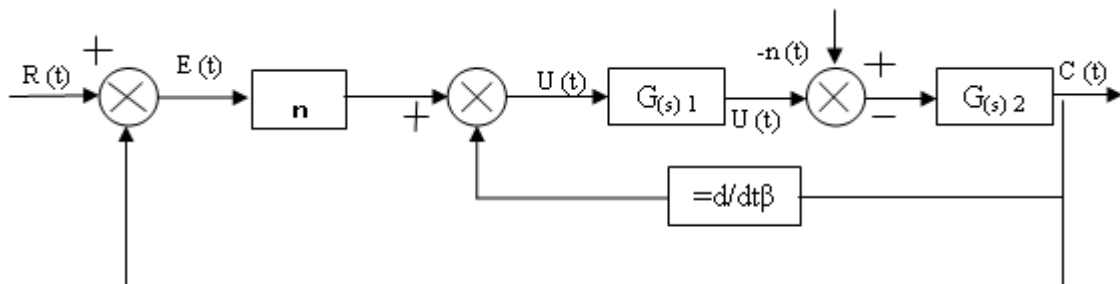 +
R (t)
E (t)
n
+
U (t)
G(s) 1
U (t)
-n (t)
+
−
G(s) 2
C (t)
=d/dtβ